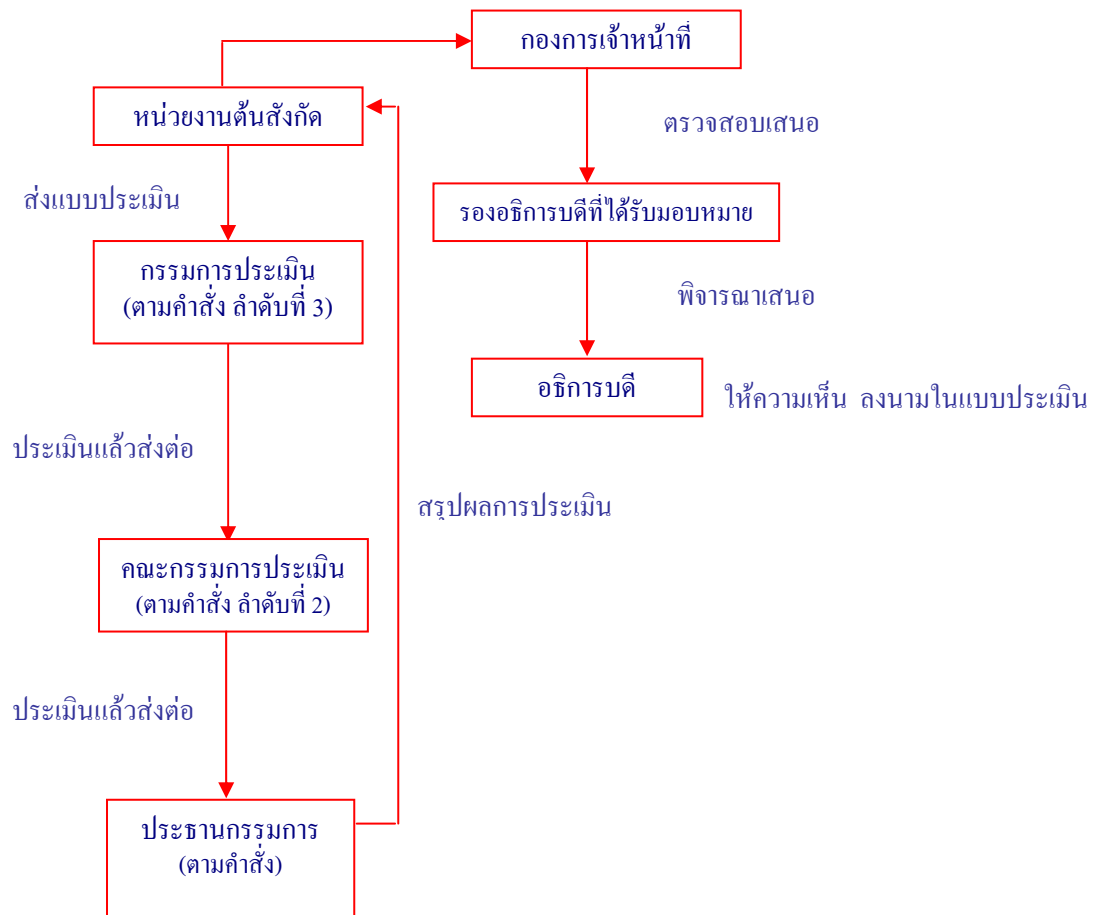 กองการเจ้าหน้าที่
หน่วยงานต้นสังกัด
ตรวจสอบเสนอ
ส่งแบบประเมิน
รองอธิการบดีที่ได้รับมอบหมาย
กรรมการประเมิน
(ตามคำสั่ง ลำดับที่ 3)
พิจารณาเสนอ
อธิการบดี
ให้ความเห็น ลงนามในแบบประเมิน
ประเมินแล้วส่งต่อ
สรุปผลการประเมิน
คณะกรรมการประเมิน
(ตามคำสั่ง ลำดับที่ 2)
ประเมินแล้วส่งต่อ
ประธานกรรมการ
(ตามคำสั่ง)